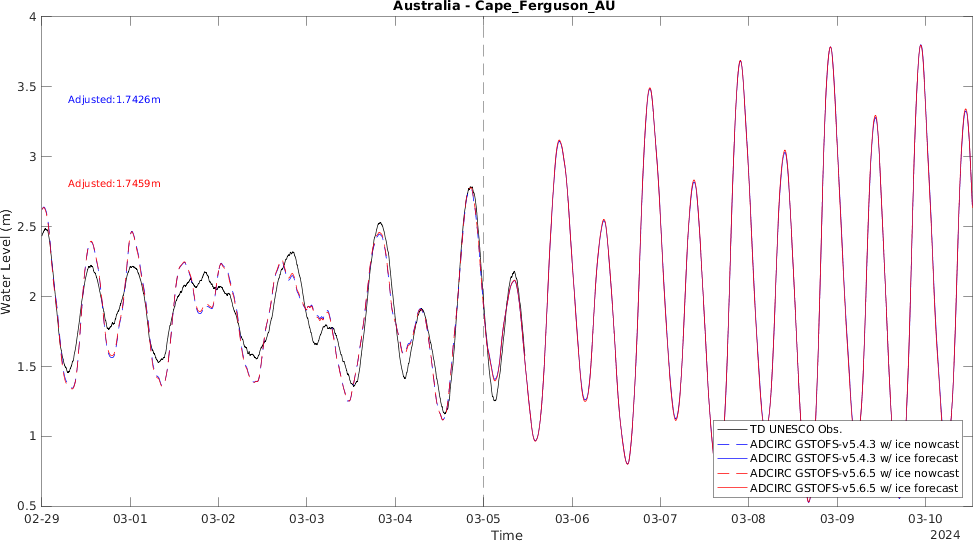 Australia - Cape_Ferguson_AU
4
3.5
3
2.5
2
1.5
1
0.5
Water Level (m)
Adjusted:1.7426m
Adjusted:1.7459m
TD UNESCO Obs.
ADCIRC GSTOFS-v5.4.3 w/ ice nowcast
ADCIRC GSTOFS-v5.4.3 w/ ice forecast
ADCIRC GSTOFS-v5.6.5 w/ ice nowcast
ADCIRC GSTOFS-v5.6.5 w/ ice forecast
02-29 03-01 03-02 03-03 03-04 03-05 03-06 03-07 03-08 03-09 03-10
Time
2024